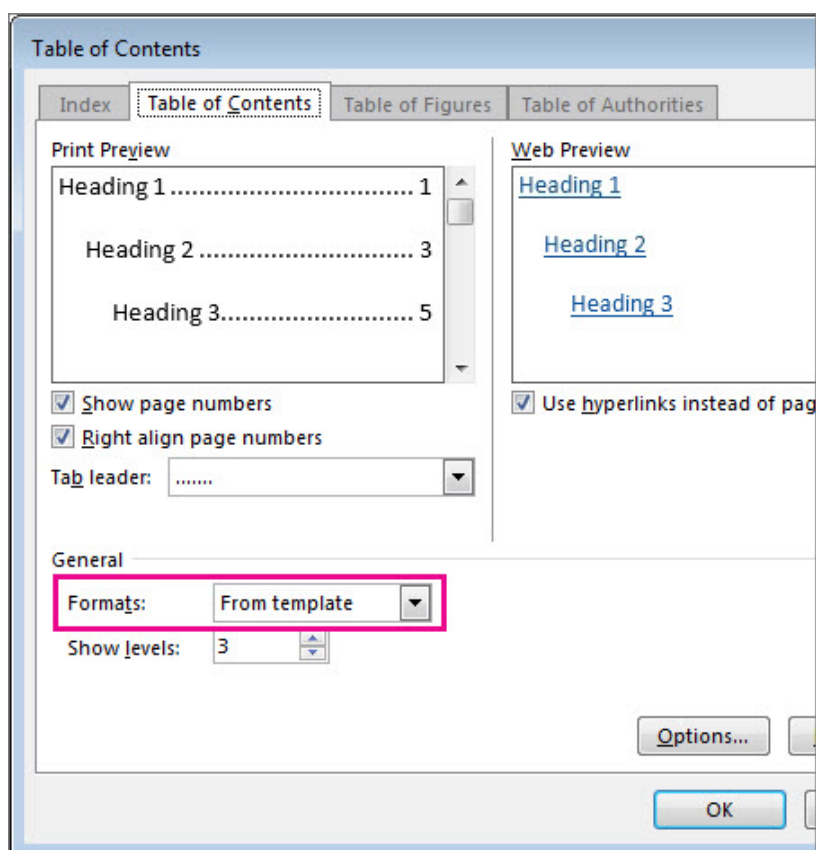 Table of Contents
Index Table of Contents Table of Figures Table of Authorities
Print Preview
Heading 1.................................. 1
Heading 2............................. 3
Heading 3.......................... 5
Show page numbers
Right align page numbers
Tab leader: .......
Web Preview
Heading 1
Heading 2
Heading 3
Use hyperlinks instead of pag
General
Formats: From template
Show levels: 3
Options...
OK